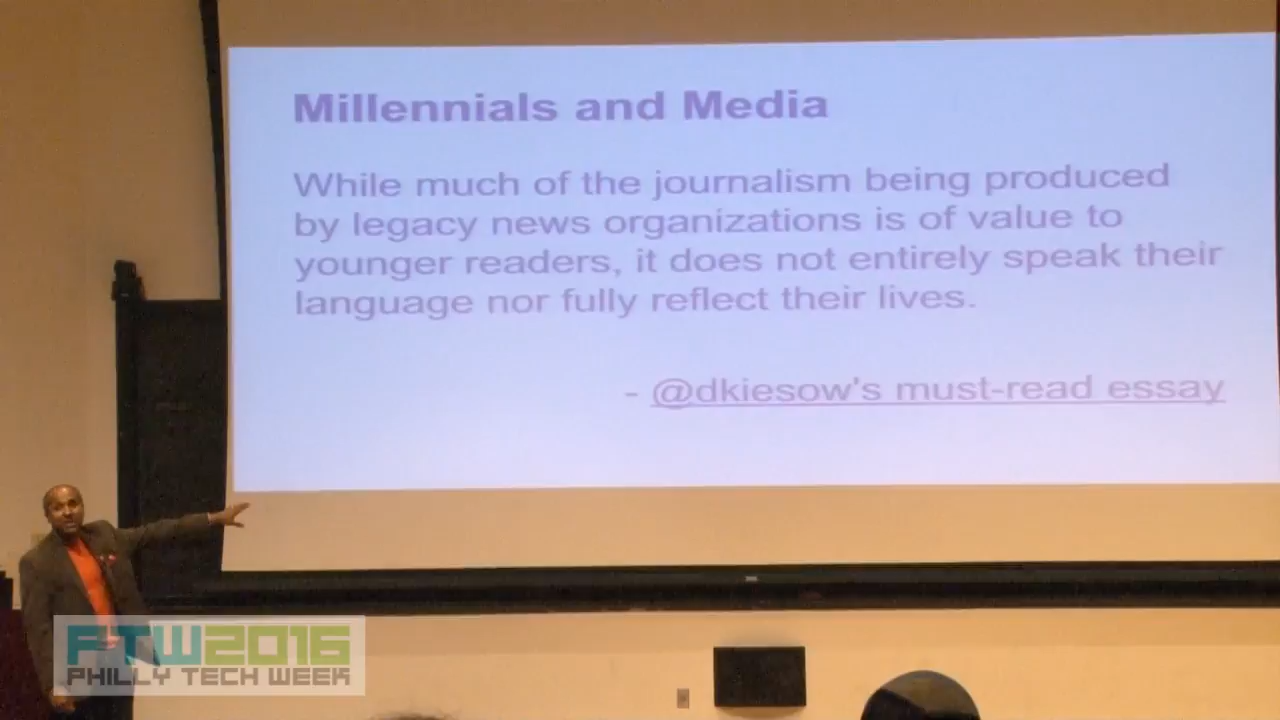 Millennials and Media
While much of the journalism being produced
by legacy news organizations is of value to
younger readers, it does not entirely speak their
language nor fully reflect their lives.
- @dkiesow's must-read essay
PTW2016
PHILLY TECH WEEK